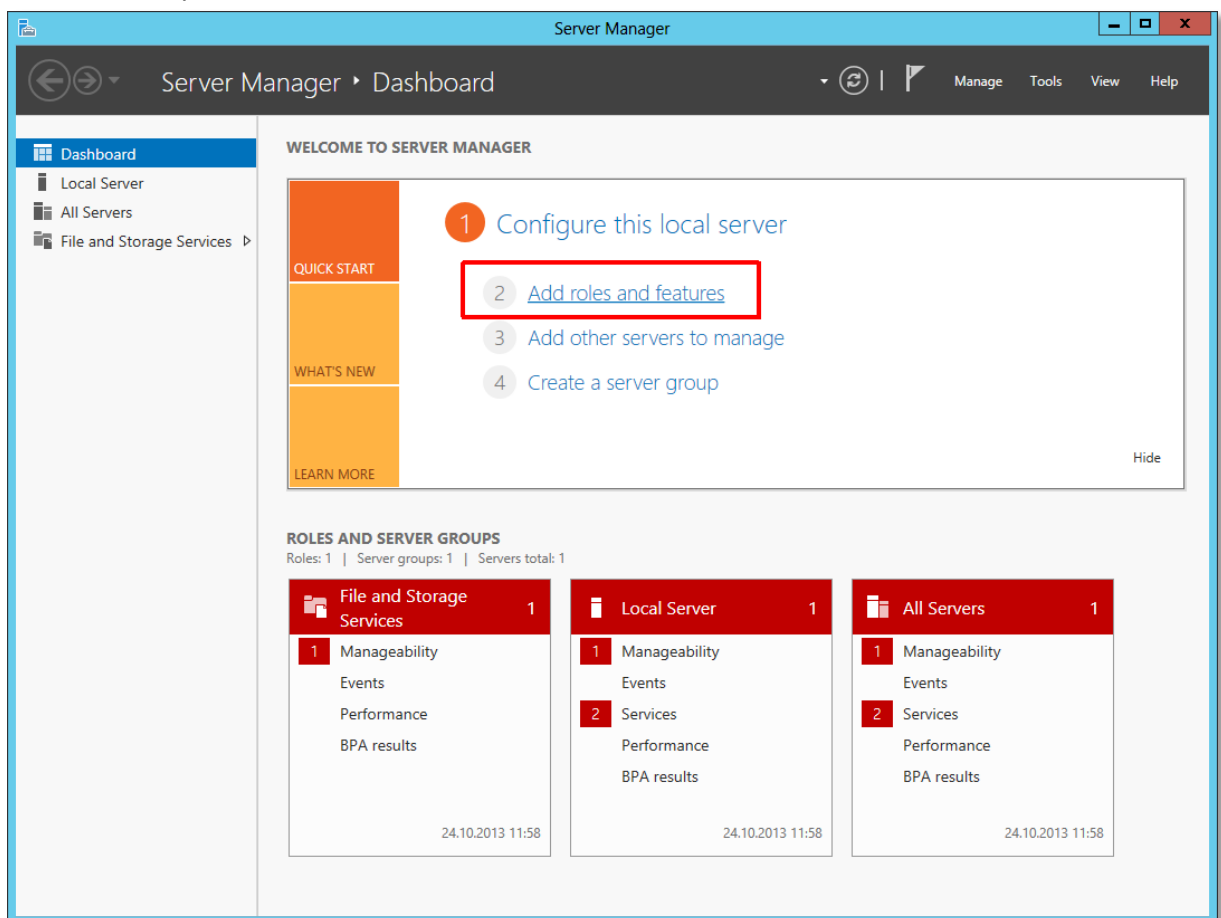 Server Manager
Server Manager • Dashboard
Manage Tools View Help
Dashboard
Local Server
All Servers
File and Storage Services
WELCOME TO SERVER MANAGER
QUICK START
WHAT'S NEW
LEARN MORE
1 Configure this local server
2 Add roles and features
3 Add other servers to manage
4 Create a server group
Hide
ROLES AND SERVER GROUPS
Roles: 1 | Server groups: 1 | Servers total: 1
File and Storage
Services
1
1 Manageability
Events
Performance
BPA results
24.10.2013 11:58
Local Server 1
1 Manageability
Events
2 Services
Performance
BPA results
24.10.2013 11:58
All Servers 1
1 Manageability
Events
2 Services
Performance
BPA results
24.10.2013 11:58